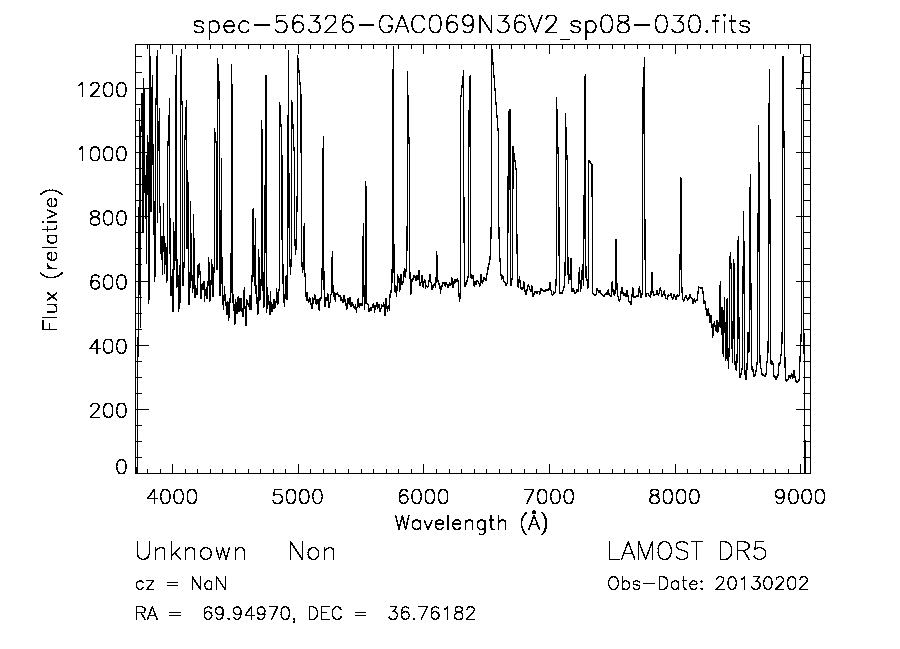 spec-56326-GAC069N36V2_sp08-030.fits
1200
1000
800
600
400
200
0
Flux (relative)
4000 5000 6000 7000 8000 9000
Wavelength (Å)
Unknown Non LAMOST DR5
cz = NaN Obs-Date: 20130202
RA = 69.94970, DEC = 36.76182